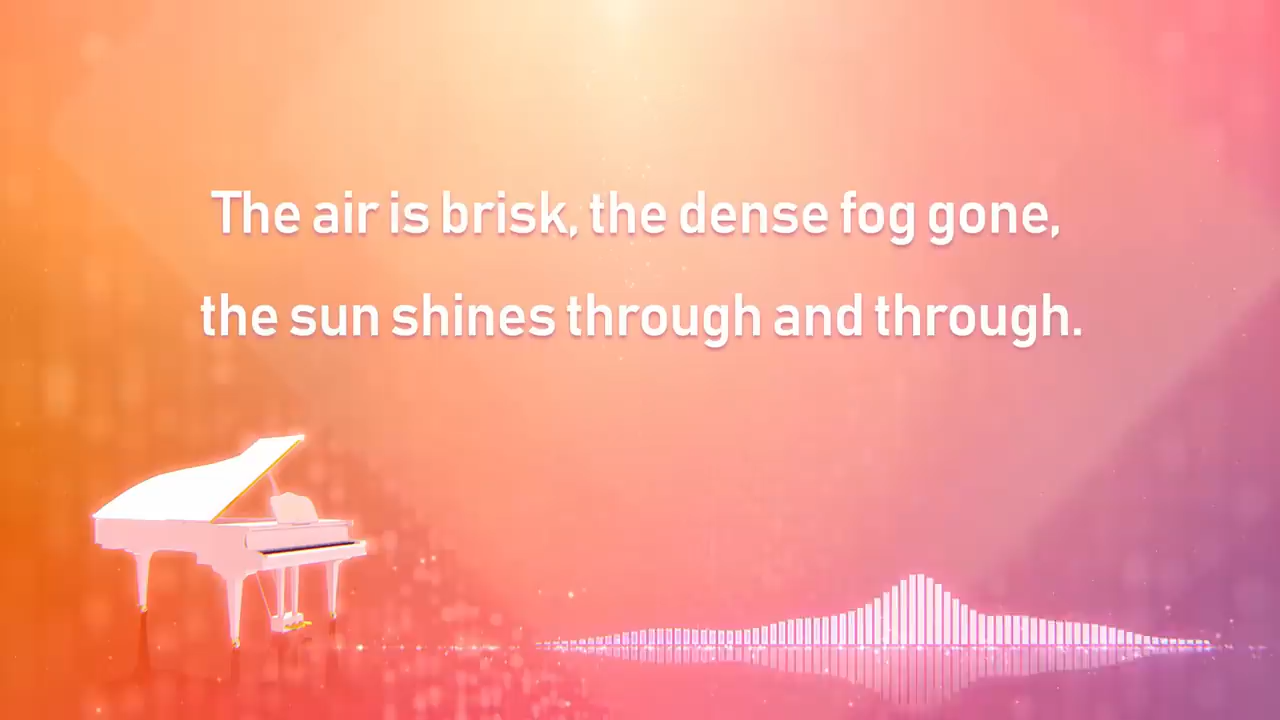 The air is brisk, the dense fog gone,
the sun shines through and through.